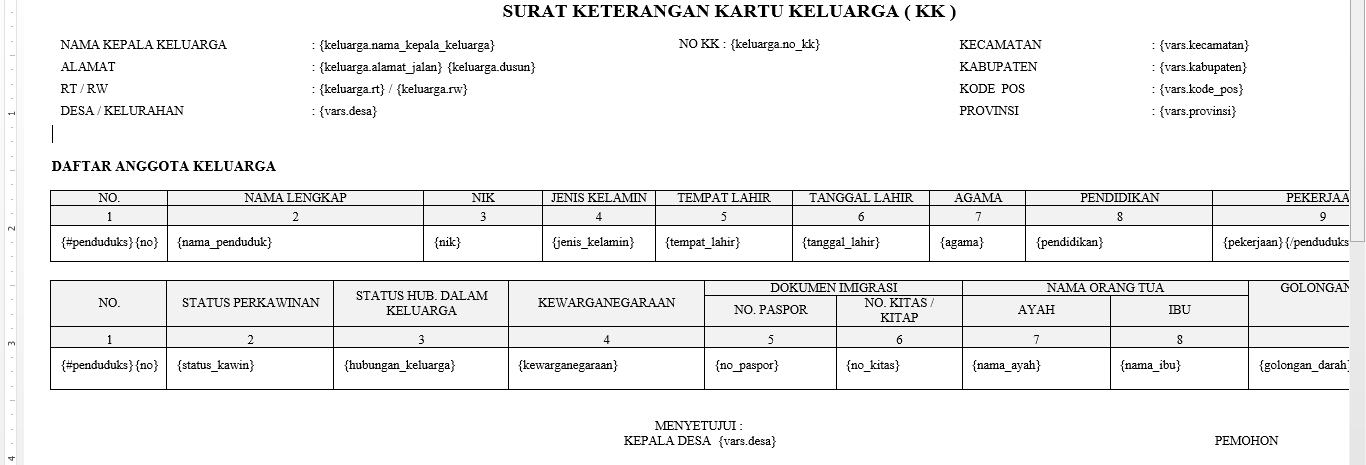 SURAT KETERANGAN KARTU KELUARGA ( KK )
NAMA KEPALA KELUARGA : {keluarga.nama_kepala_keluarga} NO KK : {keluarga.no_kk} KECAMATAN : {vars.kecamatan}
ALAMAT : {keluarga.alamat_jalan} {keluarga.dusun} KABUPATEN : {vars.kabupaten}
RT / RW : {keluarga.rt} / {keluarga.rw} KODE POS : {vars.kode_pos}
DESA / KELURAHAN : {vars.desa} PROVINSI : {vars.provinsi}
DAFTAR ANGGOTA KELUARGA
NO. NAMA LENGKAP NIK JENIS KELAMIN TEMPAT LAHIR TANGGAL LAHIR AGAMA PENDIDIKAN PEKERJAA
1 2 3 4 5 6 7 8 9
{#penduduks}{no} {nama_penduduk} {nik} {jenis_kelamin} {tempat_lahir} {tanggal_lahir} {agama} {pendidikan} {pekerjaan}{/penduduks
NO. STATUS PERKAWINAN STATUS HUB. DALAM KELUARGA KEWARGANEGARAAN DOKUMEN IMIGRASI NAMA ORANG TUA GOLONGAN
NO. PASPOR NO. KITAS / KITAP AYAH IBU
1 2 3 4 5 6 7 8
{#penduduks}{no} {status_kawin} {hubungan_keluarga} {kewarganegaraan} {no_paspor} {no_kitas} {nama_ayah} {nama_ibu} {golongan_darah}
MENYETUJUI :
KEPALA DESA {vars.desa} PEMOHON
1
2
3
4